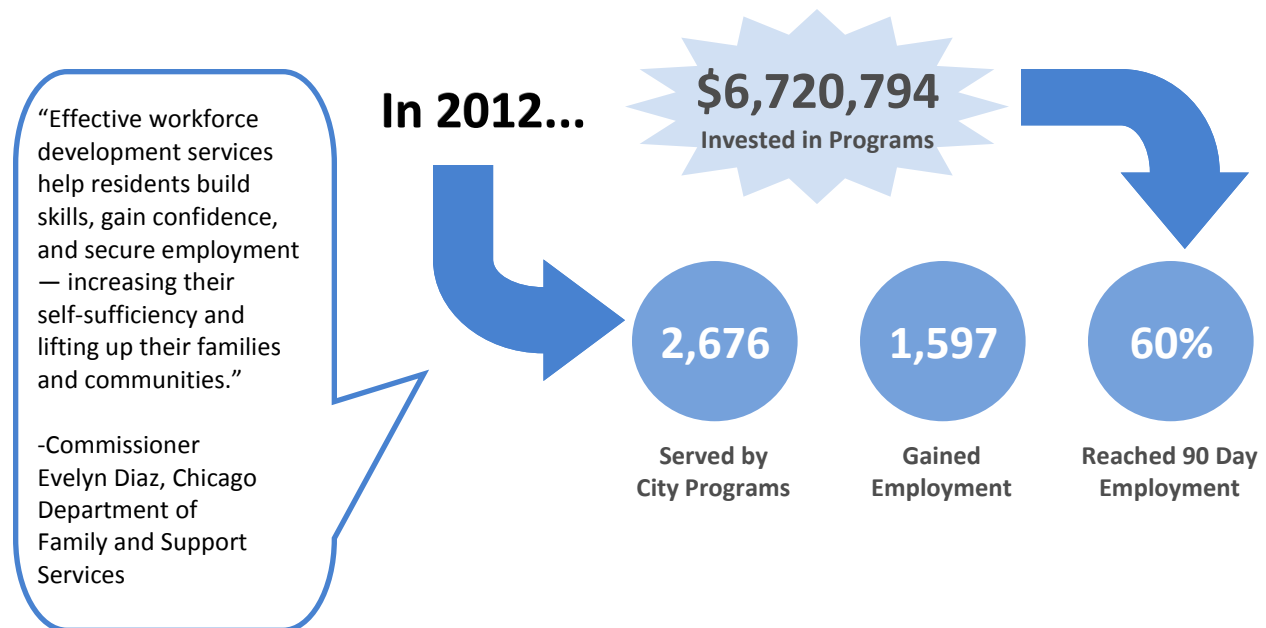 “Effective workforce
development services
help residents build
skills, gain confidence,
and secure employment
— increasing their
self-sufficiency and
lifting up their families
and communities.”
-Commissioner
Evelyn Diaz, Chicago
Department of
Family and Support
Services
In 2012...
$6,720,794
Invested in Programs
2,676
Served by
City Programs
1,597
Gained
Employment
60%
Reached 90 Day
Employment